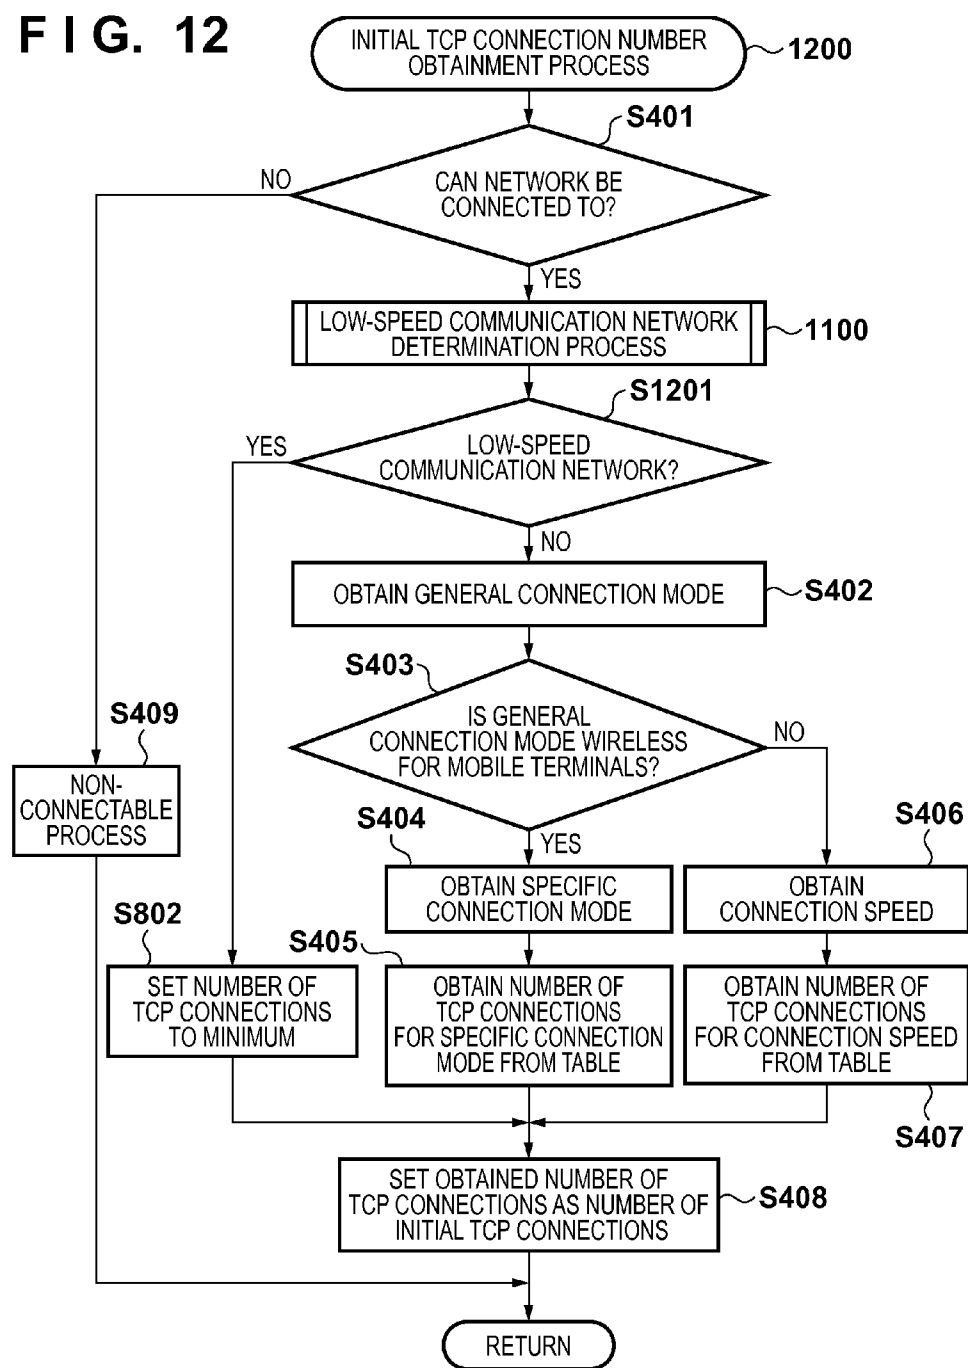 FIG. 12
INITIAL TCP CONNECTION NUMBER
OBTAINMENT PROCESS
1200
S401
NO
CAN NETWORK BE
CONNECTED TO?
YES
LOW-SPEED COMMUNICATION NETWORK
DETERMINATION PROCESS
1100
S1201
YES
LOW-SPEED
COMMUNICATION NETWORK?
NO
OBTAIN GENERAL CONNECTION MODE
S402
S403
IS GENERAL
CONNECTION MODE WIRELESS
FOR MOBILE TERMINALS?
NO
S409
NON-
CONNECTABLE
PROCESS
S404
YES
S406
OBTAIN SPECIFIC
CONNECTION MODE
OBTAIN
CONNECTION SPEED
S802
SET NUMBER OF
TCP CONNECTIONS
TO MINIMUM
S405
OBTAIN NUMBER OF
TCP CONNECTIONS
FOR SPECIFIC CONNECTION
MODE FROM TABLE
OBTAIN NUMBER OF
TCP CONNECTIONS
FOR CONNECTION SPEED
FROM TABLE
S407
SET OBTAINED NUMBER OF
TCP CONNECTIONS AS NUMBER OF
INITIAL TCP CONNECTIONS
S408
RETURN